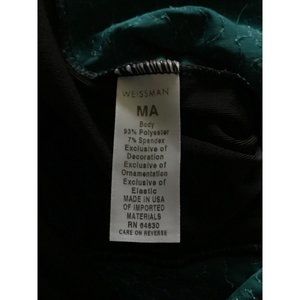 WEISSMAN
MA
Body
93% Polyester
7% Spandex
Exclusive of
Decoration
Exclusive of
Ornamentation
Exclusive of
Elastic
MADE IN USA
OF IMPORTED
MATERIALS
RN 64630
CARE ON REVERSE